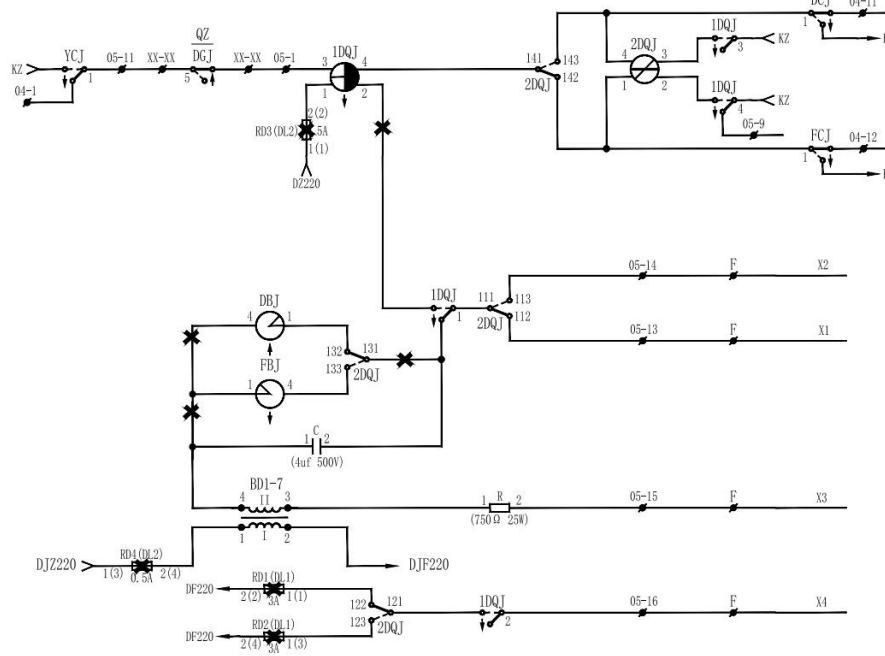 DCJ 04-11
1
QZ
DGJ
YCJ 05-11 XX-XX XX-XX 05-1
KZ
1
5
04-1
1DQJ
3 4
1 2
2(2)
RD3(DL2) .5A
1(1)
DZ220
141 143
142
2DQJ
2DQJ
4 3
1 2
1DQJ
3
KZ
1DQJ
4
KZ
05-9
FCJ 04-12
1
05-14 F X2
1DQJ
1
111 113
112
2DQJ
05-13 F X1
DBJ
4 1
FBJ
1 4
132 131
133
2DQJ
C
1 2
(4uf 500V)
BD1-7
4 II 3
1 I 2
1 R 2
(750Ω 25W)
05-15 F X3
RD4(DL2)
DJZ220
1(3) 0.5A 2(4)
DJF220
RD1(DL1)
DF220
2(2) 3A 1(1)
122 121
123
2DQJ
1DQJ
2
05-16 F X4
RD2(DL1)
DF220
2(4) 3A 1(3)